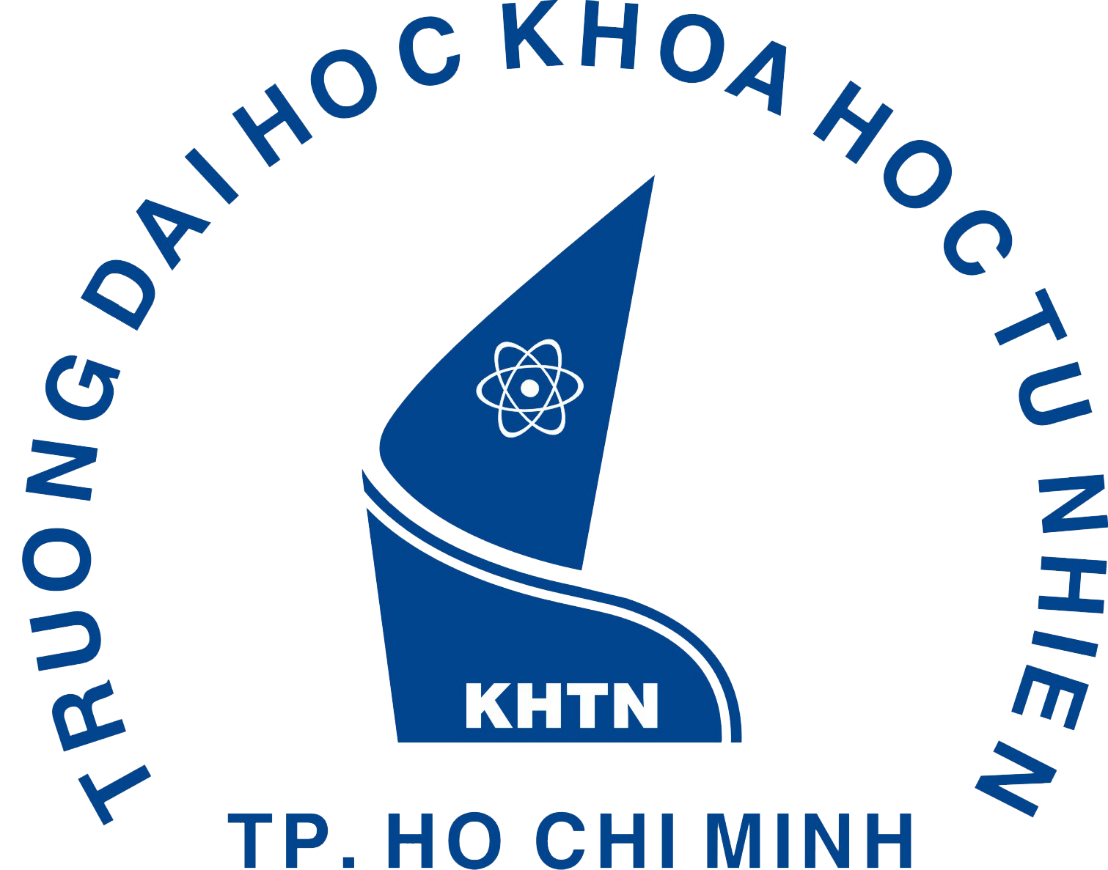 TRUONG DAI HOC KHOA HOC TU NHIEN
KHTN
TP. HO CHI MINH